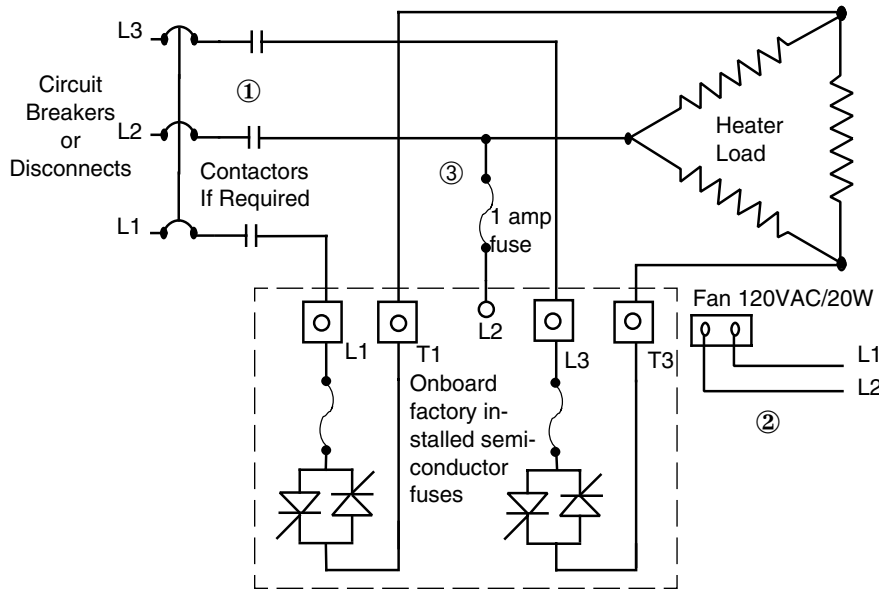 L3
①
Circuit
Breakers
or
Disconnects
L2
Contactors
If Required
L1
③
1 amp
fuse
Heater
Load
L1
T1
L2
L3
T3
Fan 120VAC/20W
L1
L2
②
Onboard
factory in-
stalled semi-
conductor
fuses